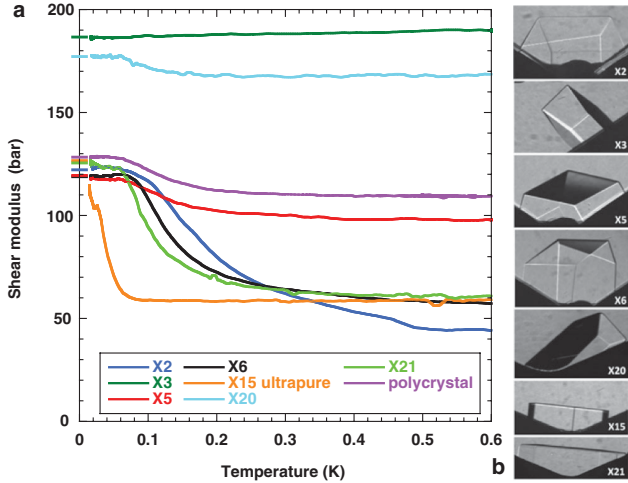 a
200
150
100
50
0
Shear modulus (bar)
X2
X3
X5
X6
X15 ultrapure
X20
X21
polycrystal
0
0.1
0.2
0.3
0.4
0.5
0.6
Temperature (K)
b
X2
X3
X5
X6
X20
X15
X21